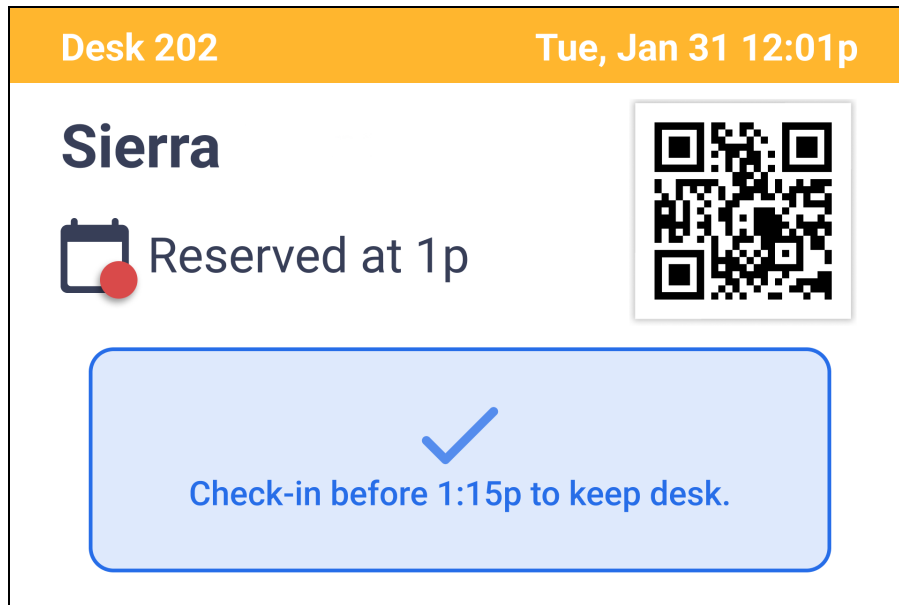 Desk 202
Tue, Jan 31 12:01p
Sierra
Reserved at 1p
Check-in before 1:15p to keep desk.